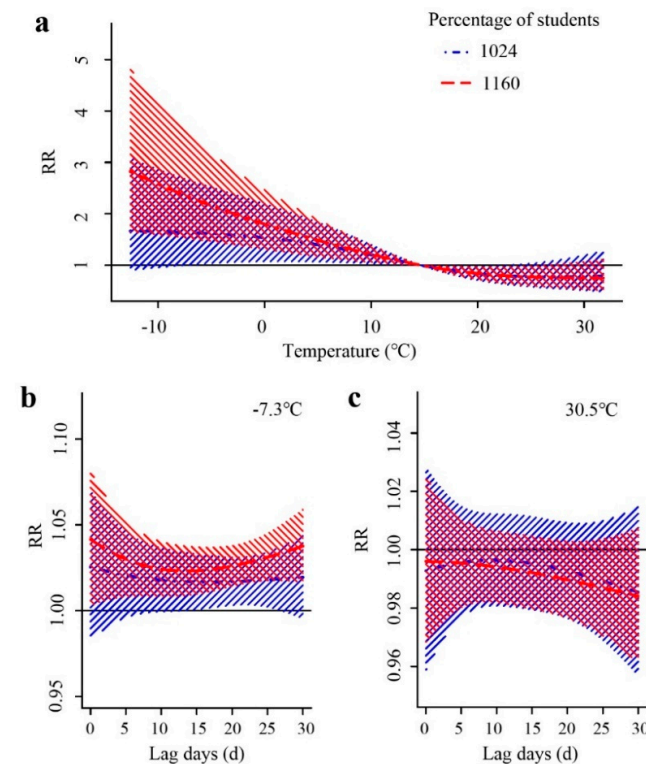 a
Percentage of students
1024
1160
RR
5
4
3
2
1
-10 0 10 20 30
Temperature (℃)
b
-7.3℃
RR
1.10
1.05
1.00
0.95
0 5 10 15 20 25 30
Lag days (d)
c
30.5℃
RR
1.04
1.02
1.00
0.98
0.96
0 5 10 15 20 25 30
Lag days (d)